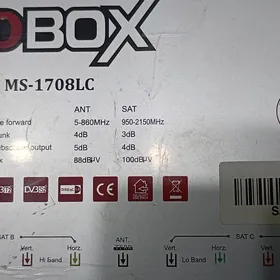 OBOX
MS-1708LC
ANT SAT
e forward 5-860MHz 950-2150MHz
unk 4dB 3dB
output 5dB 4dB
x 88dBµV 100dBµV
CE
SAT B SAT C
Vert. Horz. ANT. Vert. Horz.
Hi Band Lo Band
S